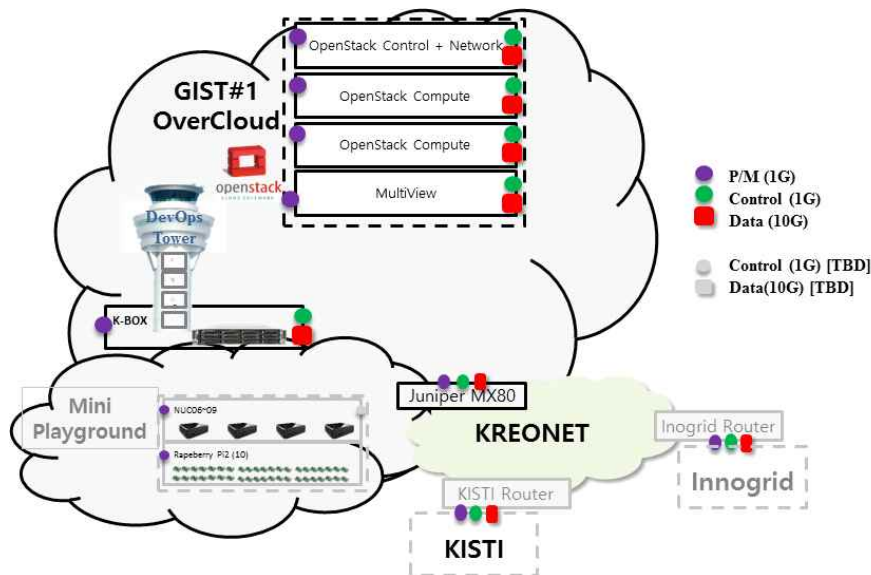 OpenStack Control + Network
GIST#1
OverCloud
OpenStack Compute
OpenStack Compute
openstack
CLOUD SOFTWARE
MultiView
P/M (1G)
Control (1G)
Data (10G)
DevOps
Tower
Control (1G) [TBD]
Data(10G) [TBD]
K-BOX
Mini
Playground
NUC06~09
Rapeberry Pi2 (10)
Juniper MX80
KREONET
Inogrid Router
Innogrid
KISTI Router
KISTI